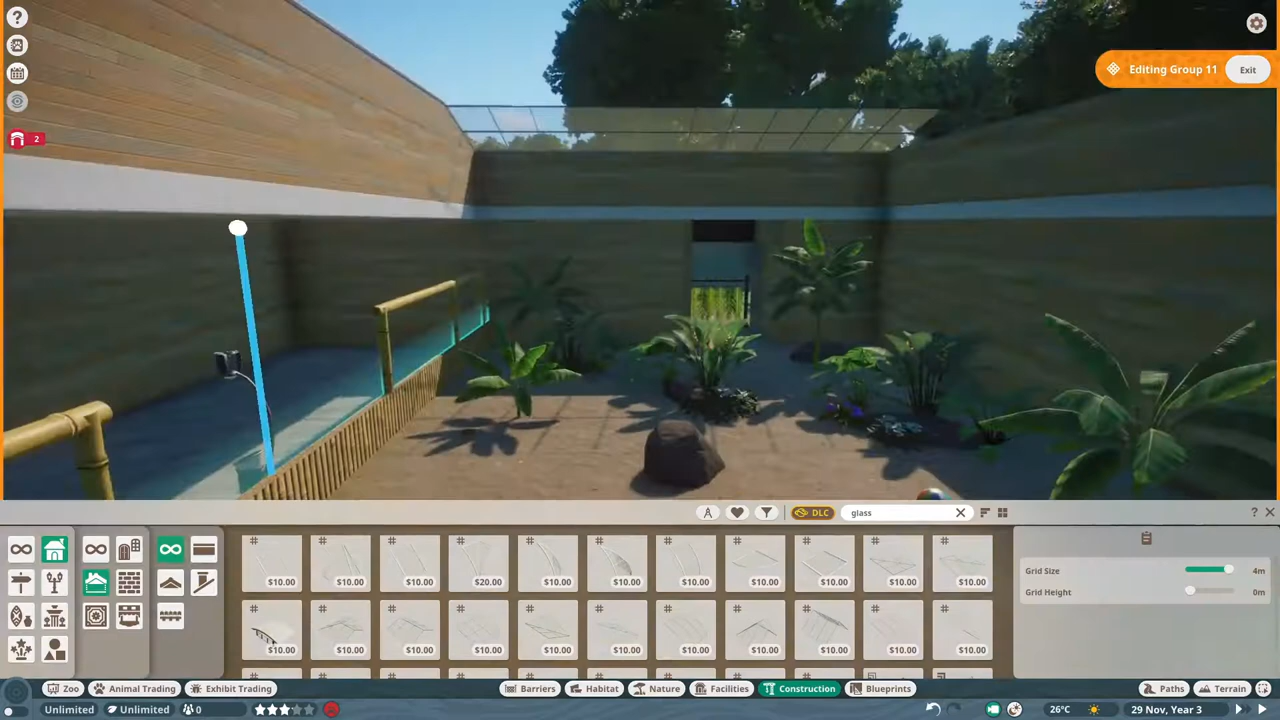 ?
Editing Group 11
Exit
2
DLC
glass
?
$10.00
$10.00
$10.00
$20.00
$10.00
$10.00
$10.00
$10.00
$10.00
$10.00
$10.00
Grid Size
4m
Grid Height
0m
$10.00
$10.00
$10.00
$10.00
$10.00
$10.00
$10.00
$10.00
$10.00
$10.00
$10.00
Zoo
Animal Trading
Exhibit Trading
Barriers
Habitat
Nature
Facilities
Construction
Blueprints
Paths
Terrain
Unlimited
Unlimited
0
26°C
29 Nov, Year 3